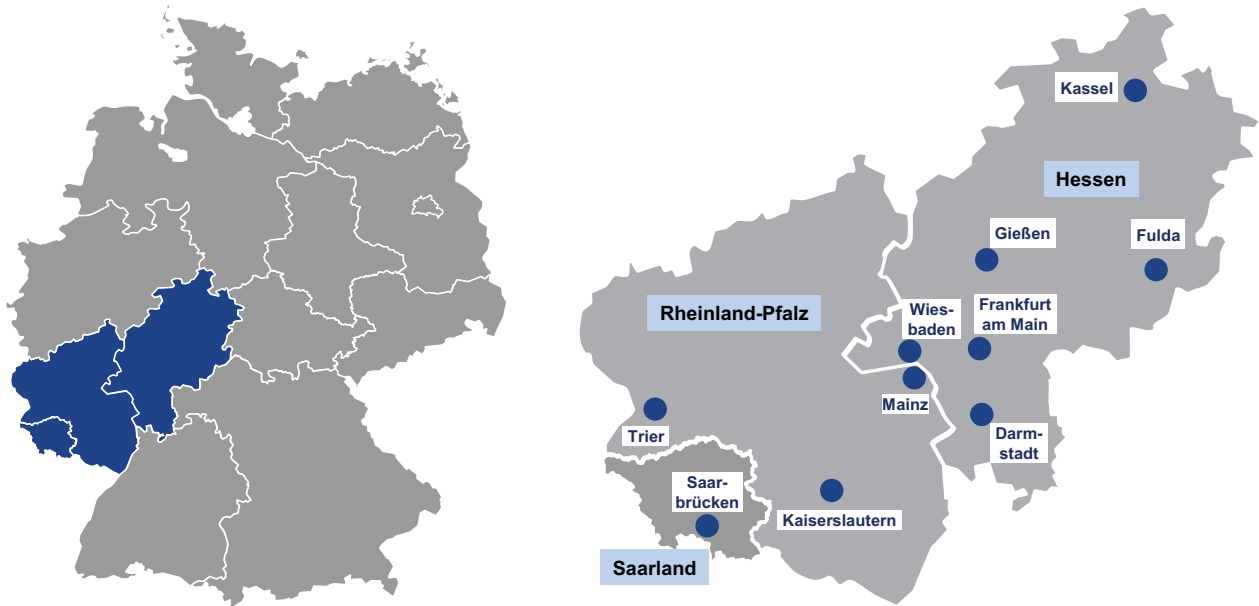 Kassel
Hessen
Gießen
Fulda
Rheinland-Pfalz
Wies-
baden
Frankfurt
am Main
Mainz
Trier
Darm-
stadt
Saar-
brücken
Kaiserslautern
Saarland